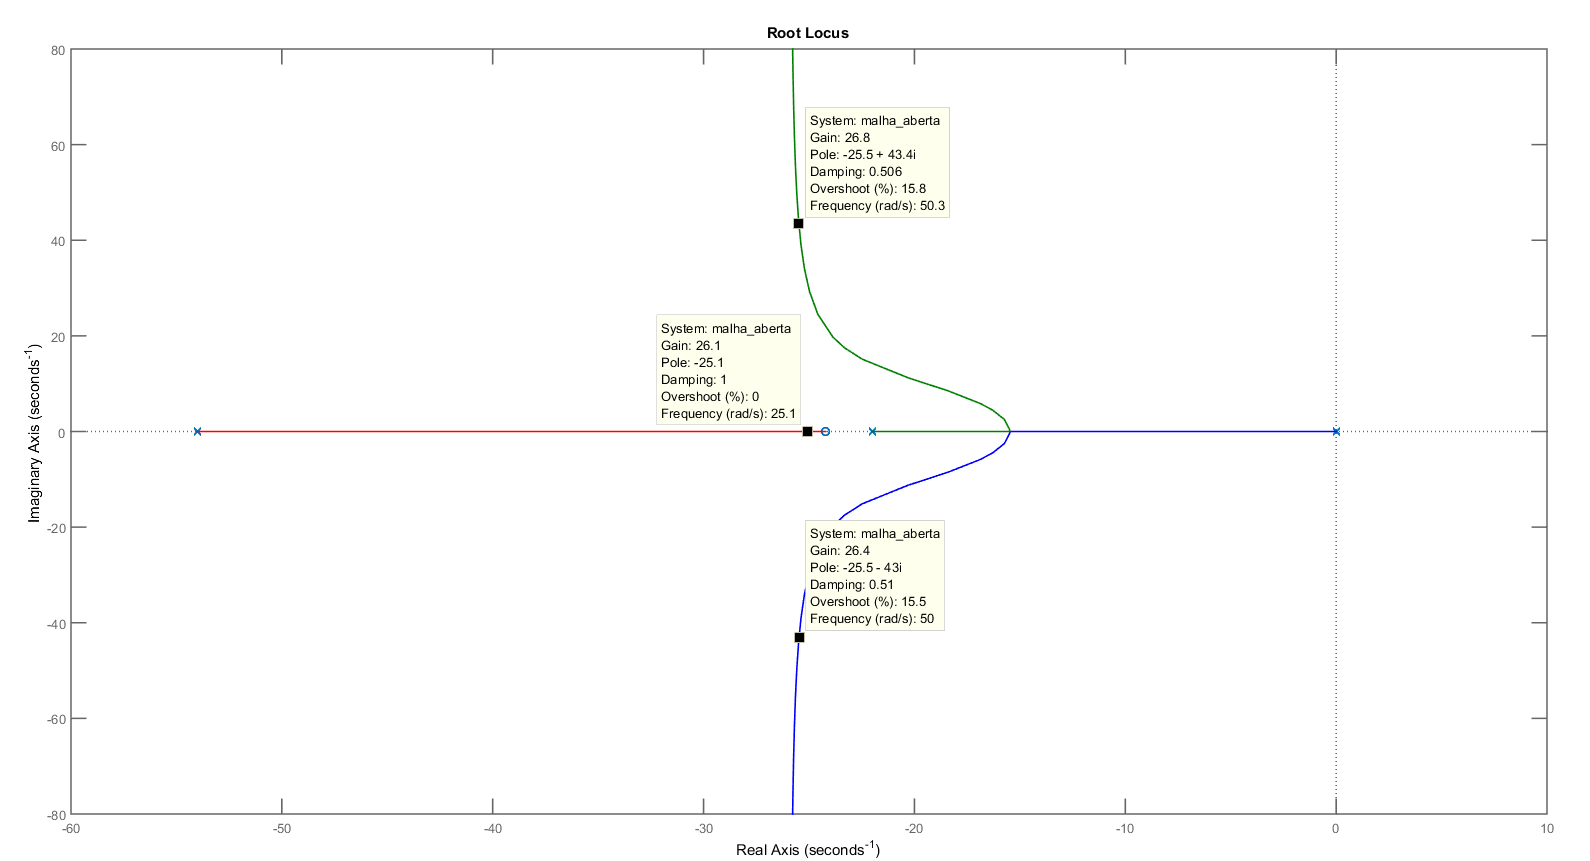 Root Locus
80
60
40
20
0
-20
-40
-60
-80
Imaginary Axis (seconds-1)
System: malha_aberta
Gain: 26.8
Pole: -25.5 + 43.4i
Damping: 0.506
Overshoot (%): 15.8
Frequency (rad/s): 50.3
System: malha_aberta
Gain: 26.1
Pole: -25.1
Damping: 1
Overshoot (%): 0
Frequency (rad/s): 25.1
System: malha_aberta
Gain: 26.4
Pole: -25.5 - 43i
Damping: 0.51
Overshoot (%): 15.5
Frequency (rad/s): 50
-60 -50 -40 -30 -20 -10 0 10
Real Axis (seconds-1)